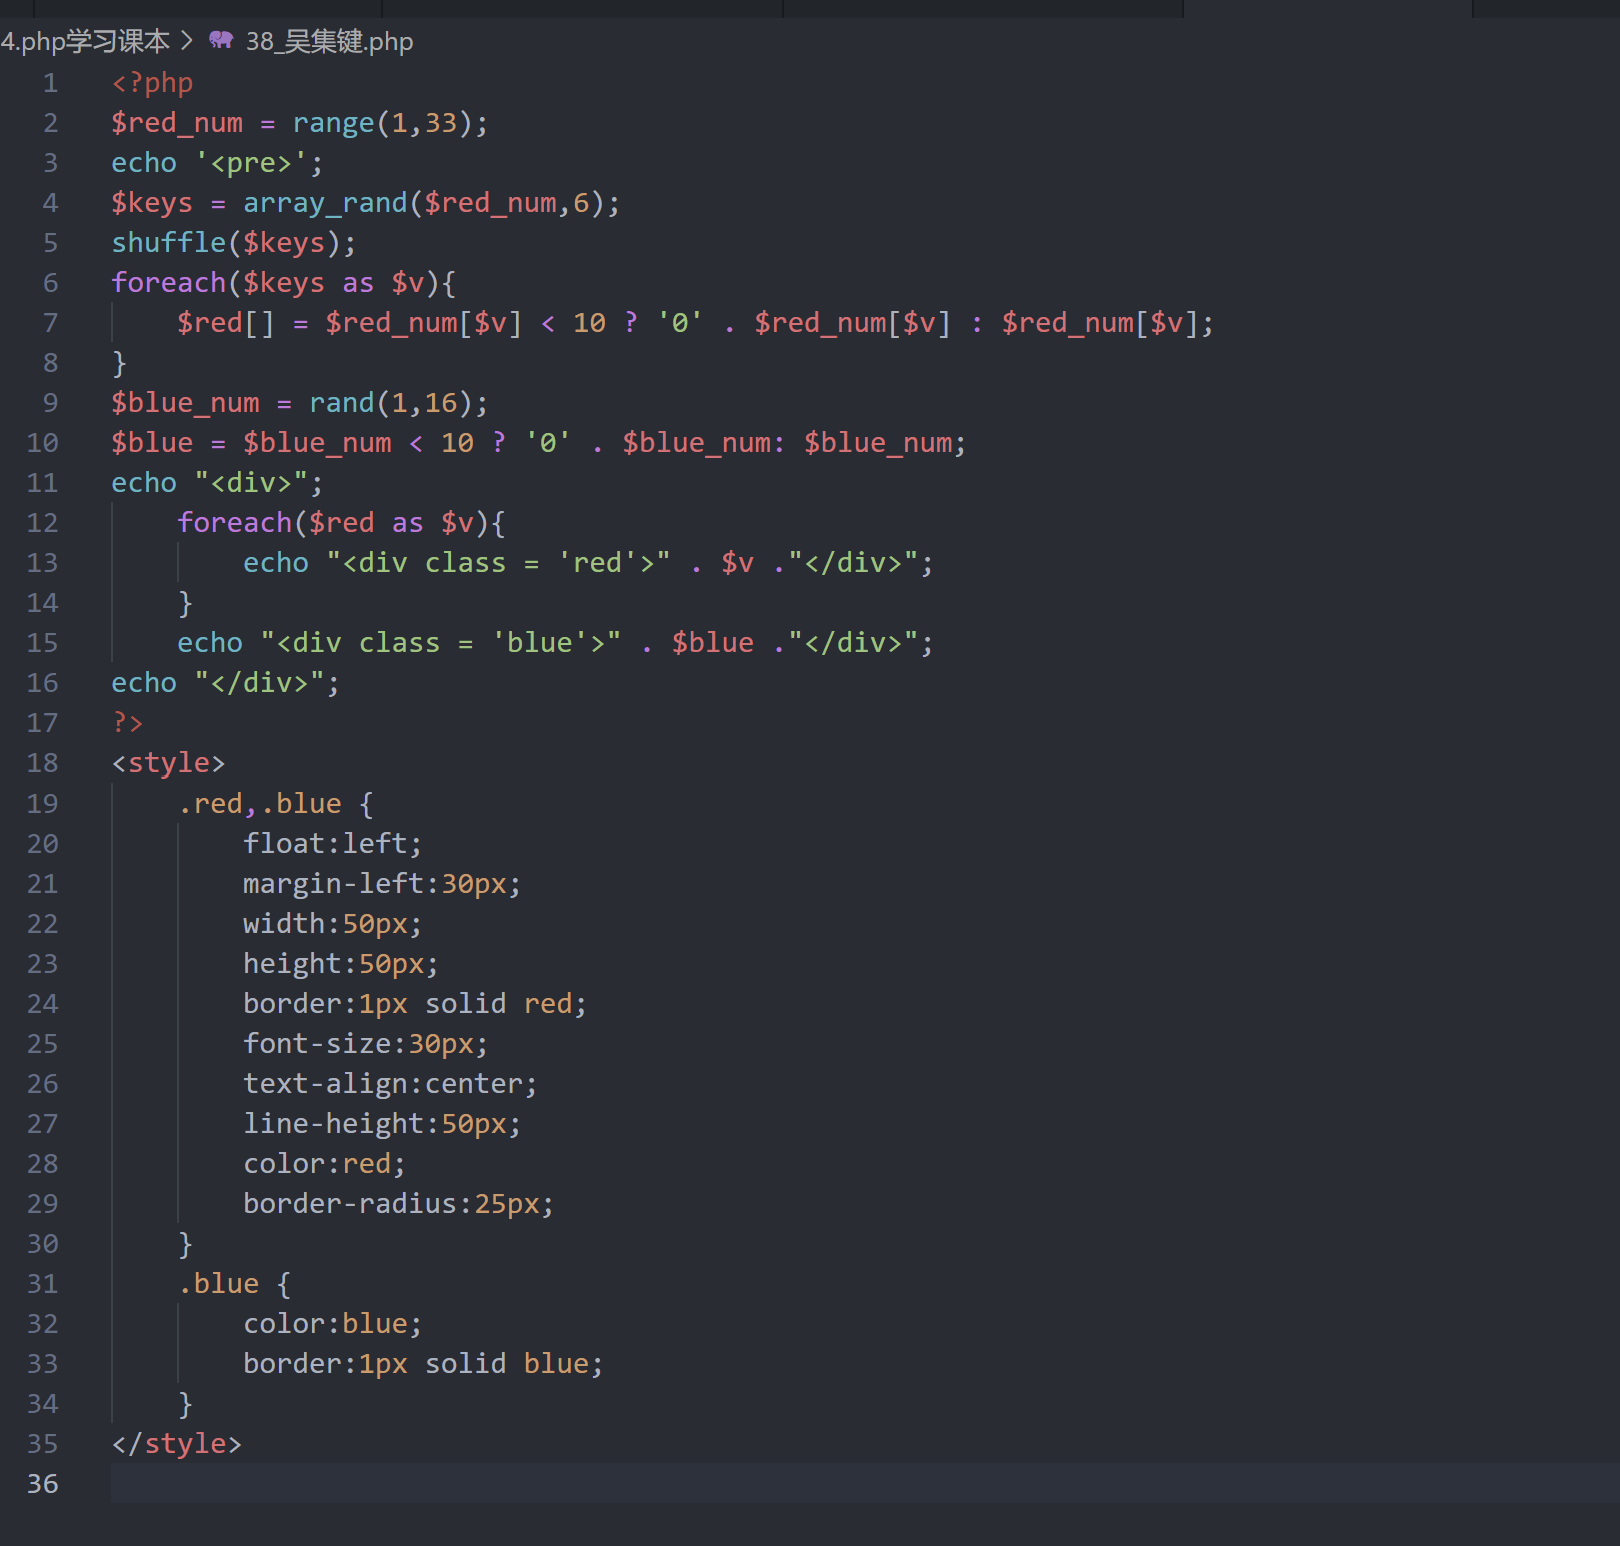 4.php学习课本 > 38_吴集键.php
1 <?php
2 $red_num = range(1,33);
3 echo '<pre>';
4 $keys = array_rand($red_num,6);
5 shuffle($keys);
6 foreach($keys as $v){
7     $red[] = $red_num[$v] < 10 ? '0' . $red_num[$v] : $red_num[$v];
8 }
9 $blue_num = rand(1,16);
10 $blue = $blue_num < 10 ? '0' . $blue_num: $blue_num;
11 echo "<div>";
12     foreach($red as $v){
13         echo "<div class = 'red'>" . $v ."</div>";
14     }
15     echo "<div class = 'blue'>" . $blue ."</div>";
16 echo "</div>";
17 ?>
18 <style>
19     .red,.blue {
20         float:left;
21         margin-left:30px;
22         width:50px;
23         height:50px;
24         border:1px solid red;
25         font-size:30px;
26         text-align:center;
27         line-height:50px;
28         color:red;
29         border-radius:25px;
30     }
31     .blue {
32         color:blue;
33         border:1px solid blue;
34     }
35 </style>
36